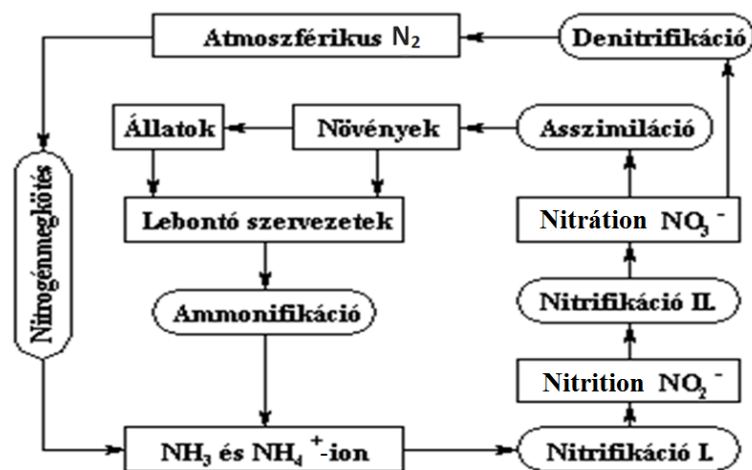 Atmoszférikus N₂
Denitrifikáció
Állatok
Növények
Asszimiláció
Nitrogénmegkötés
Lebontó szervezetek
Nitrátion NO₃⁻
Ammonifikáció
Nitrifikáció II.
Nitrition NO₂⁻
NH₃ és NH₄⁺-ion
Nitrifikáció I.